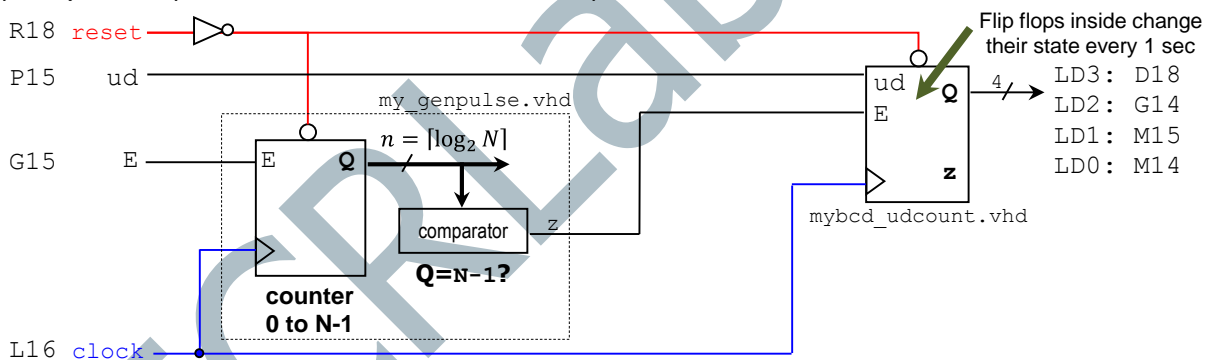 R18 reset
P15 ud
G15 E
L16 clock
my_genpulse.vhd
n = ⌈log₂ N⌉
E
Q
z
comparator
Q=N-1?
counter
0 to N-1
Flip flops inside change
their state every 1 sec
ud
Q
E
z
4
mybcd_udcount.vhd
LD3: D18
LD2: G14
LD1: M15
LD0: M14